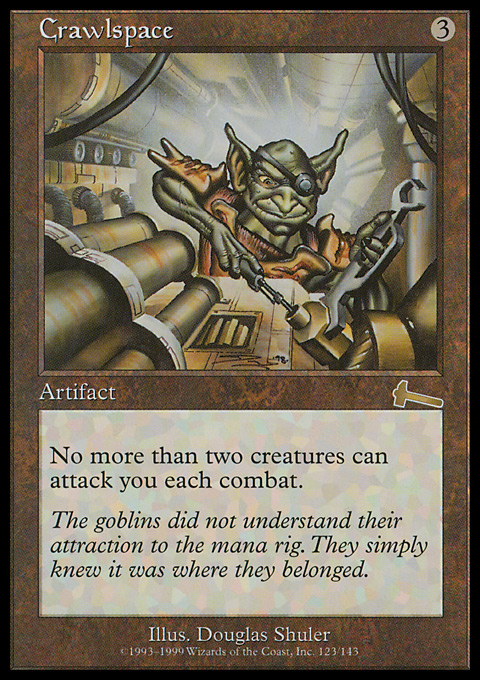 Crawlspace
3
'98
Artifact
No more than two creatures can
attack you each combat.
The goblins did not understand their
attraction to the mana rig. They simply
knew it was where they belonged.
Illus. Douglas Shuler
©1993–1999 Wizards of the Coast, Inc. 123/143